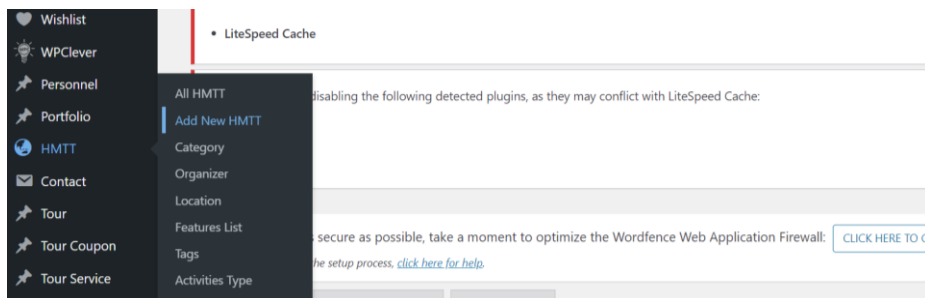 Wishlist
WPClever
Personnel
Portfolio
HMTT
Contact
Tour
Tour Coupon
Tour Service
All HMTT
Add New HMTT
Category
Organizer
Location
Features List
Tags
Activities Type
• LiteSpeed Cache
disabling the following detected plugins, as they may conflict with LiteSpeed Cache:
secure as possible, take a moment to optimize the Wordfence Web Application Firewall:
CLICK HERE TO
the setup process, click here for help.